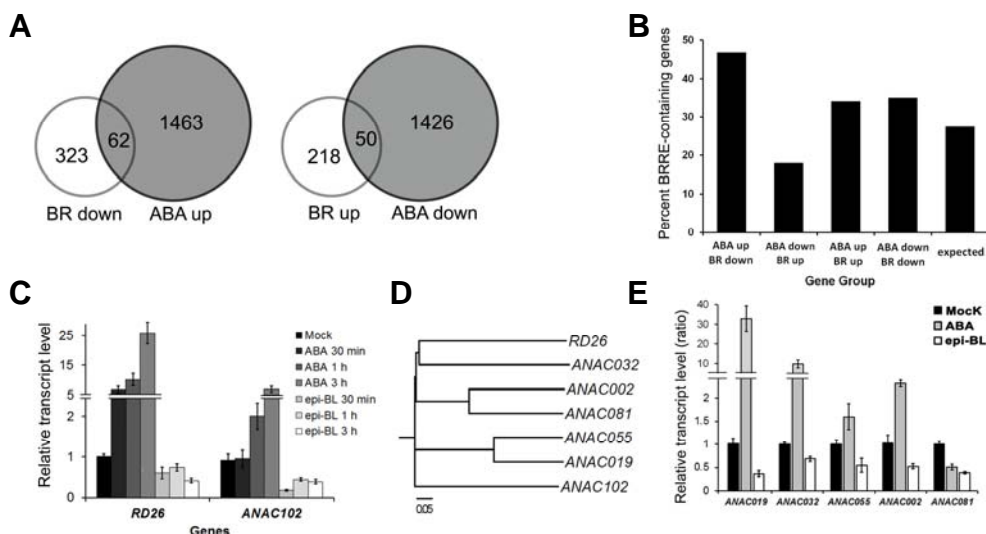 A
323
62
1463
BR down
ABA up
218
50
1426
BR up
ABA down
B
Percent BRRE-containing genes
50
40
30
20
10
0
ABA up
BR down
ABA down
BR up
ABA up
BR up
ABA down
BR down
expected
Gene Group
C
Relative transcript level
25
15
5
2
1
0
Mock
ABA 30 min
ABA 1 h
ABA 3 h
epi-BL 30 min
epi-BL 1 h
epi-BL 3 h
RD26
ANAC102
Genes
D
RD26
ANAC032
ANAC002
ANAC081
ANAC055
ANAC019
ANAC102
0.05
E
Relative transcript level (ratio)
40
30
20
10
2
1.5
1
0.5
0
MocK
ABA
epi-BL
ANAC019
ANAC032
ANAC055
ANAC002
ANAC081